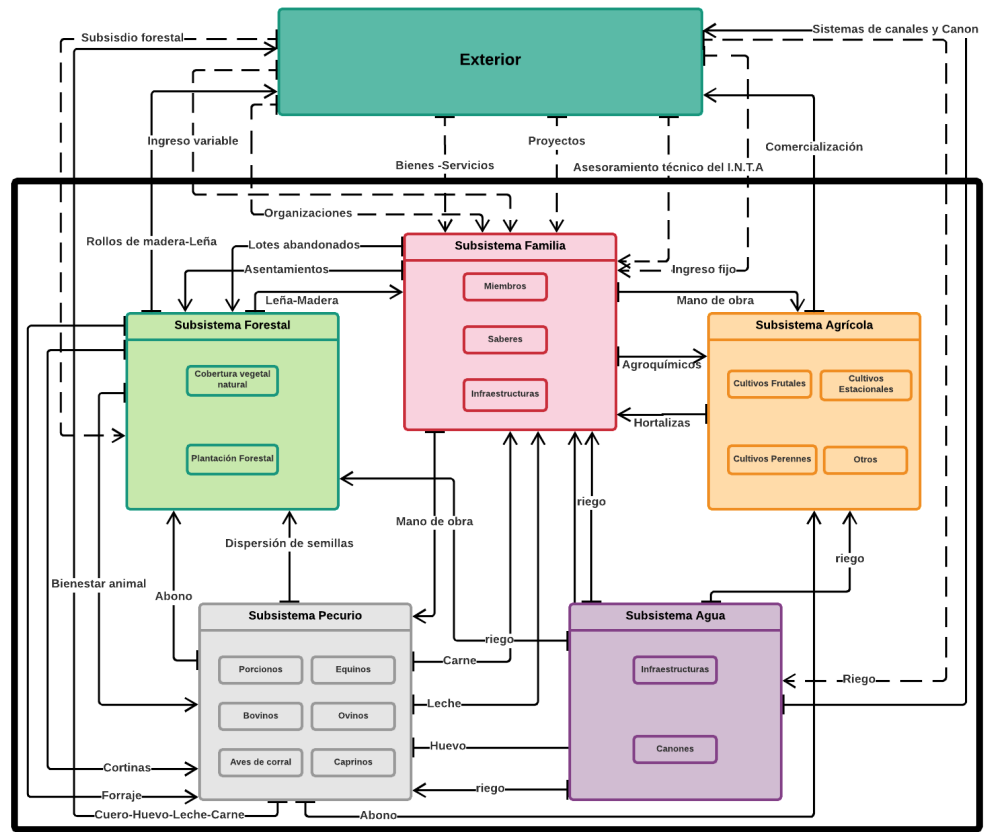 Sistemas de canales y Canon
Subsisdio forestal
Exterior
Ingreso variable
Proyectos
Comercialización
Bienes -Servicios
Asesoramiento técnico del I.N.T.A
Organizaciones
Rollos de madera-Leña
Lotes abandonados
Subsistema Familia
Asentamientos
Ingreso fijo
Miembros
Leña-Madera
Mano de obra
Subsistema Forestal
Subsistema Agrícola
Saberes
Agroquímicos
Cobertura vegetal
natural
Cultivos Frutales
Cultivos
Estacionales
Infraestructuras
Hortalizas
Plantación Forestal
Cultivos Perennes
Otros
riego
Mano de obra
Dispersión de semillas
riego
Bienestar animal
Abono
Subsistema Pecurio
Subsistema Agua
riego
Carne
Porcionos
Equinos
Infraestructuras
Riego
Leche
Bovinos
Ovinos
Huevo
Canones
Aves de corral
Caprinos
Cortinas
riego
Forraje
Cuero-Huevo-Leche-Carne
Abono